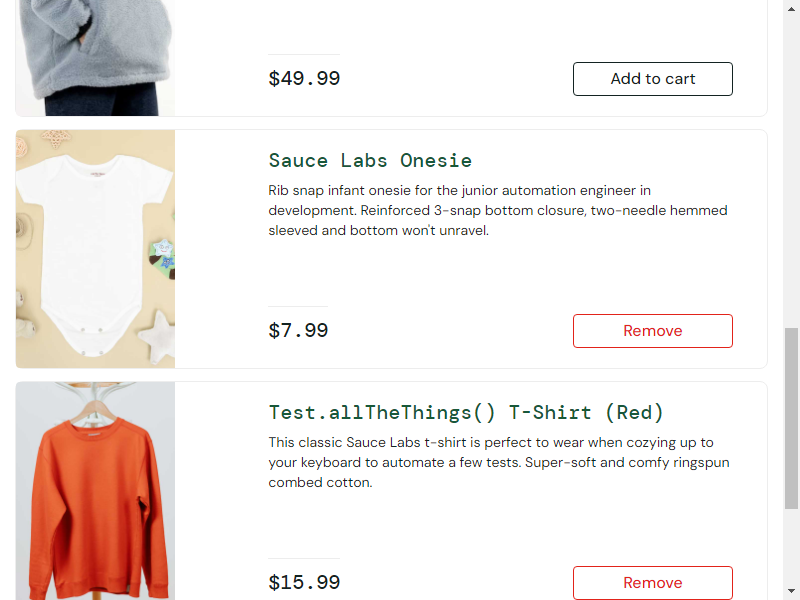 $49.99
Add to cart
Sauce Labs Onesie
Rib snap infant onesie for the junior automation engineer in
development. Reinforced 3-snap bottom closure, two-needle hemmed
sleeved and bottom won't unravel.
$7.99
Remove
Test.allTheThings() T-Shirt (Red)
This classic Sauce Labs t-shirt is perfect to wear when cozying up to
your keyboard to automate a few tests. Super-soft and comfy ringspun
combed cotton.
$15.99
Remove